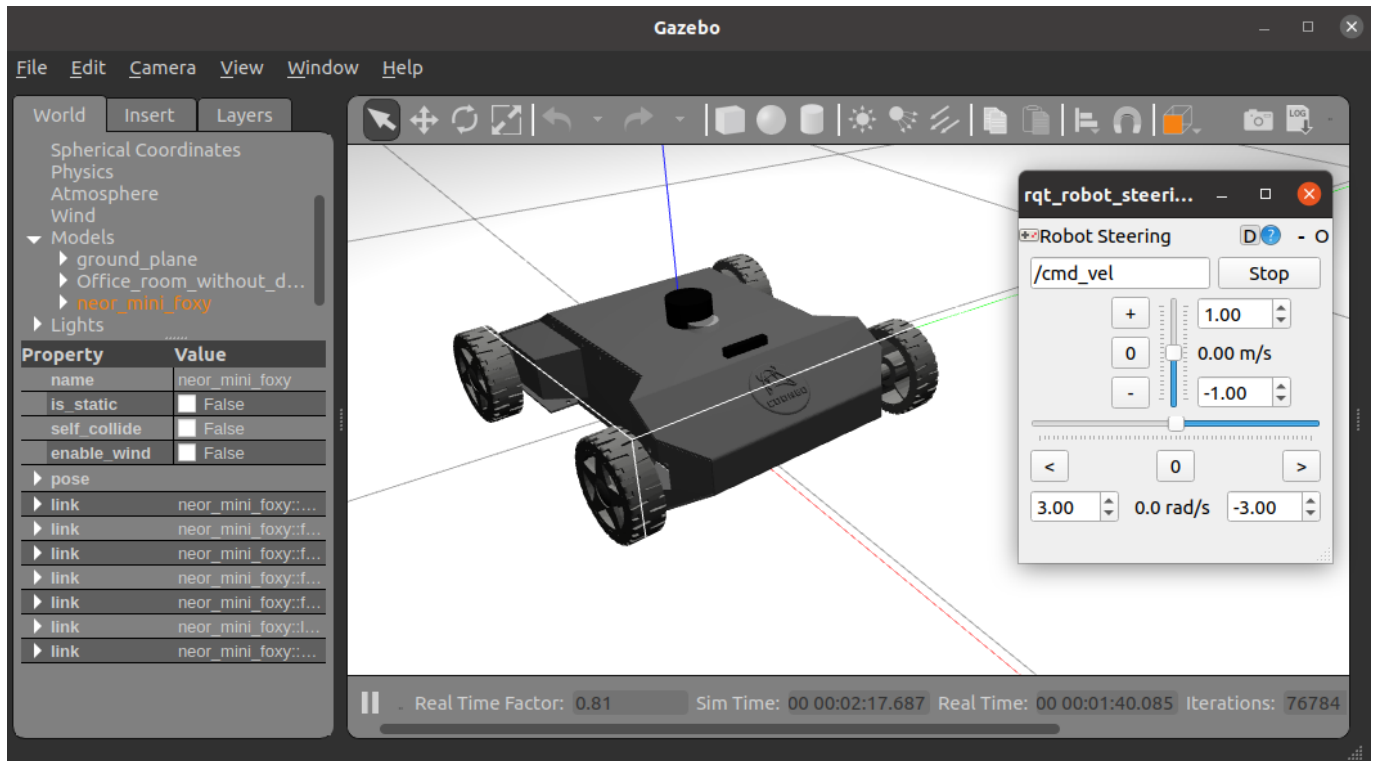 Gazebo
File Edit Camera View Window Help
World Insert Layers
Spherical Coordinates
Physics
Atmosphere
Wind
Models
ground_plane
Office_room_without_d...
neor_mini_foxy
Lights
Property Value
name neor_mini_foxy
is_static False
self_collide False
enable_wind False
pose
link neor_mini_foxy::...
link neor_mini_foxy::f...
link neor_mini_foxy::f...
link neor_mini_foxy::f...
link neor_mini_foxy::f...
link neor_mini_foxy::l...
link neor_mini_foxy::...
LOG
COONEO
rqt_robot_steeri...
Robot Steering D ? - O
/cmd_vel Stop
+ 1.00
0 0.00 m/s
- -1.00
< 0 >
3.00 0.0 rad/s -3.00
Real Time Factor: 0.81 Sim Time: 00 00:02:17.687 Real Time: 00 00:01:40.085 Iterations: 76784